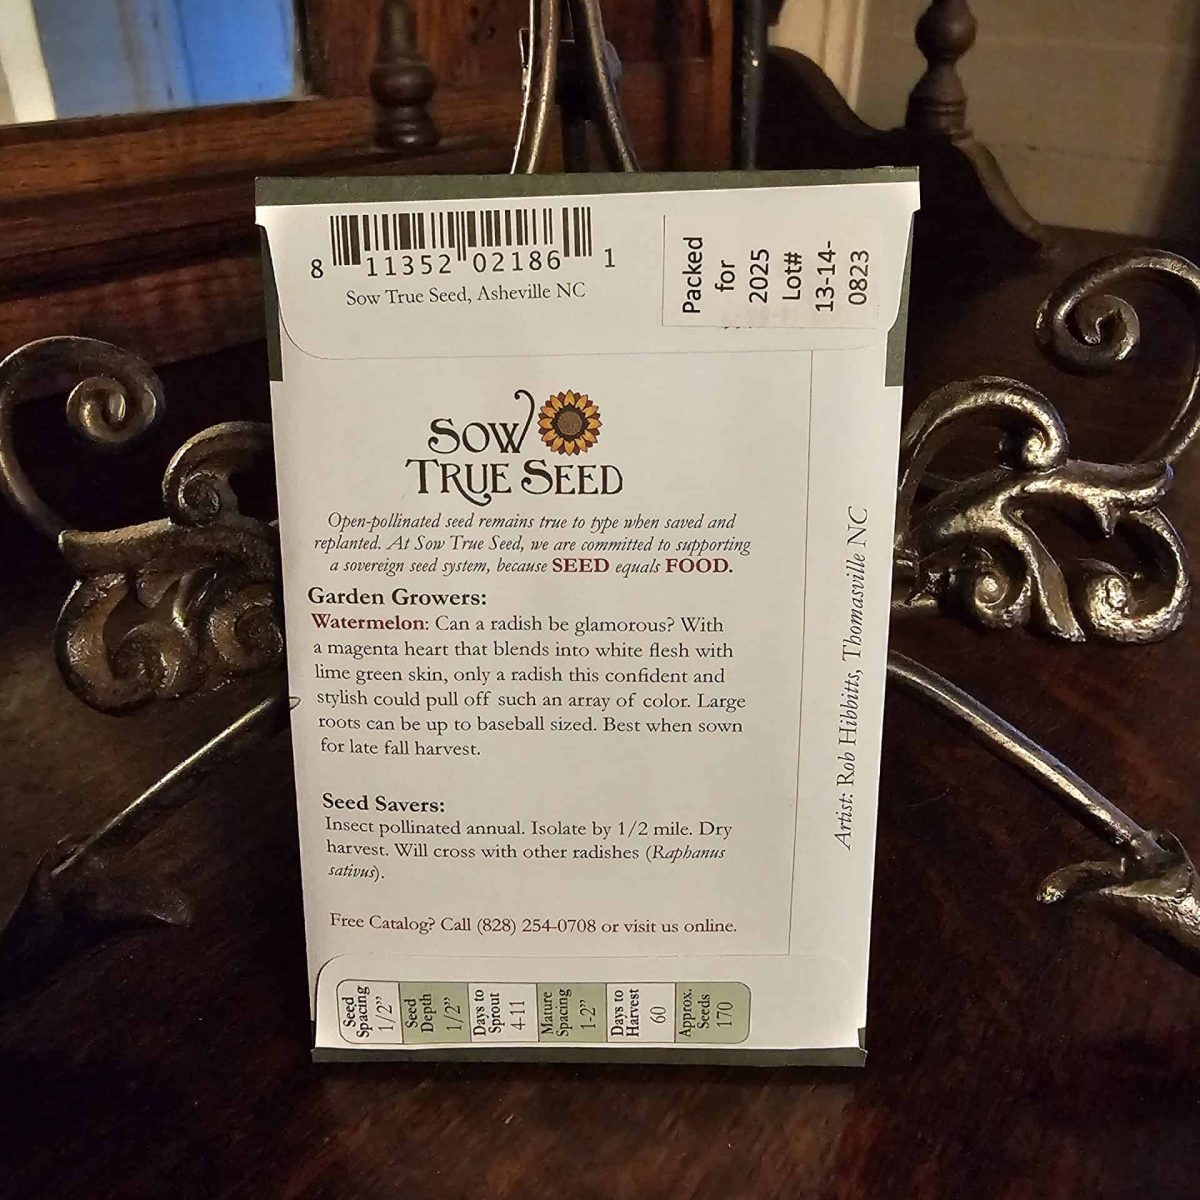 8 11352 02186 1
Sow True Seed, Asheville NC
Packed
for
2025
Lot#
13-14-
0823
SOW
TRUE SEED
Open-pollinated seed remains true to type when saved and
replanted. At Sow True Seed, we are committed to supporting
a sovereign seed system, because SEED equals FOOD.
Garden Growers:
Watermelon: Can a radish be glamorous? With
a magenta heart that blends into white flesh with
lime green skin, only a radish this confident and
stylish could pull off such an array of color. Large
roots can be up to baseball sized. Best when sown
for late fall harvest.
Seed Savers:
Insect pollinated annual. Isolate by 1/2 mile. Dry
harvest. Will cross with other radishes (Raphanus
sativus).
Free Catalog? Call (828) 254-0708 or visit us online.
Artist: Rob Hibbitts, Thomasville NC
Seed
Spacing
1/2"
Seed
Depth
1/2"
Days to
Sprout
4-11
Mature
Spacing
1-2"
Days to
Harvest
60
Approx.
Seeds
170